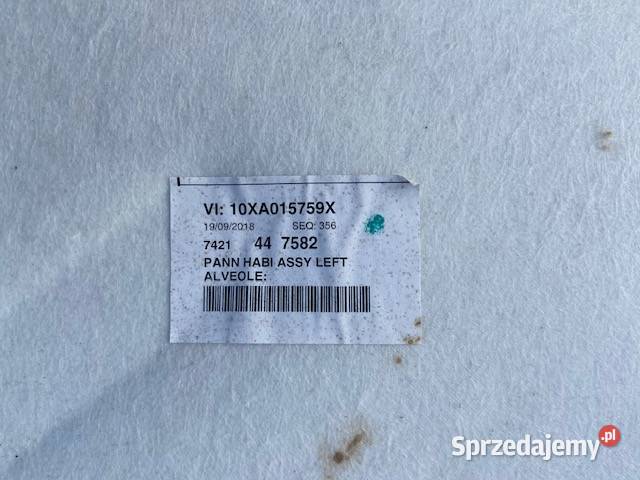 VI: 10XA015759X
19/09/2018 SEQ: 356
7421 44 7582
PANN HABI ASSY LEFT
ALVEOLE:
Sprzedajemy.pl